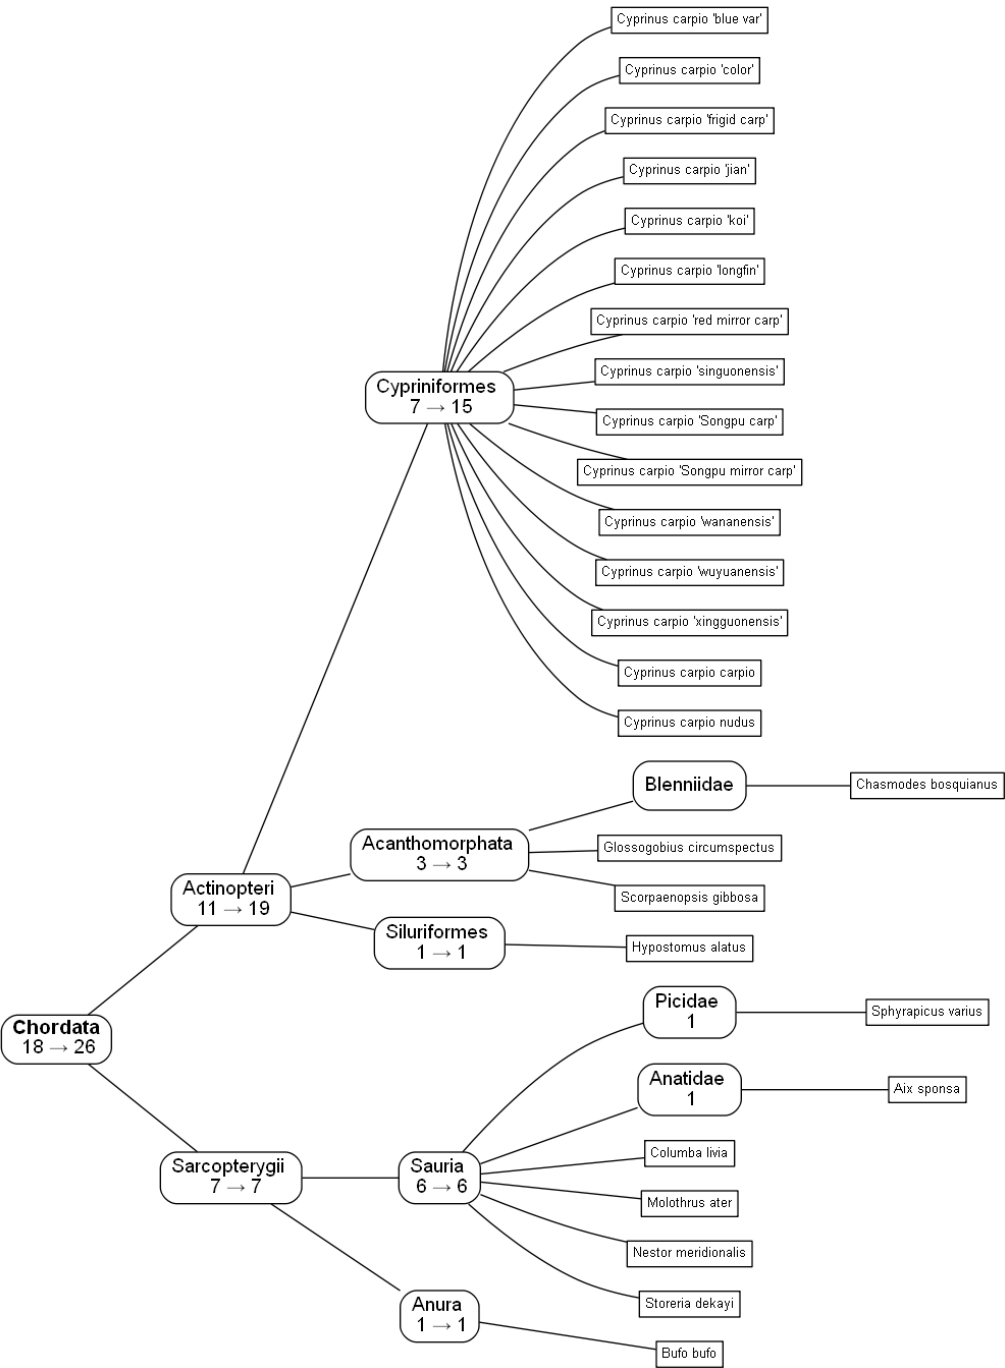 Cyprinus carpio 'blue var'
Cyprinus carpio 'color'
Cyprinus carpio 'frigid carp'
Cyprinus carpio 'jian'
Cyprinus carpio 'koi'
Cyprinus carpio 'longfin'
Cyprinus carpio 'red mirror carp'
Cyprinus carpio 'singuonensis'
Cypriniformes
7 → 15
Cyprinus carpio 'Songpu carp'
Cyprinus carpio 'Songpu mirror carp'
Cyprinus carpio 'wananensis'
Cyprinus carpio 'wuyuanensis'
Cyprinus carpio 'xingguonensis'
Cyprinus carpio carpio
Cyprinus carpio nudus
Blenniidae
Chasmodes bosquianus
Acanthomorphata
3 → 3
Glossogobius circumspectus
Scorpaenopsis gibbosa
Actinopteri
11 → 19
Siluriformes
1 → 1
Hypostomus alatus
Chordata
18 → 26
Picidae
1
Sphyrapicus varius
Anatidae
1
Aix sponsa
Sarcopterygii
7 → 7
Sauria
6 → 6
Columba livia
Molothrus ater
Nestor meridionalis
Storeria dekayi
Anura
1 → 1
Bufo bufo